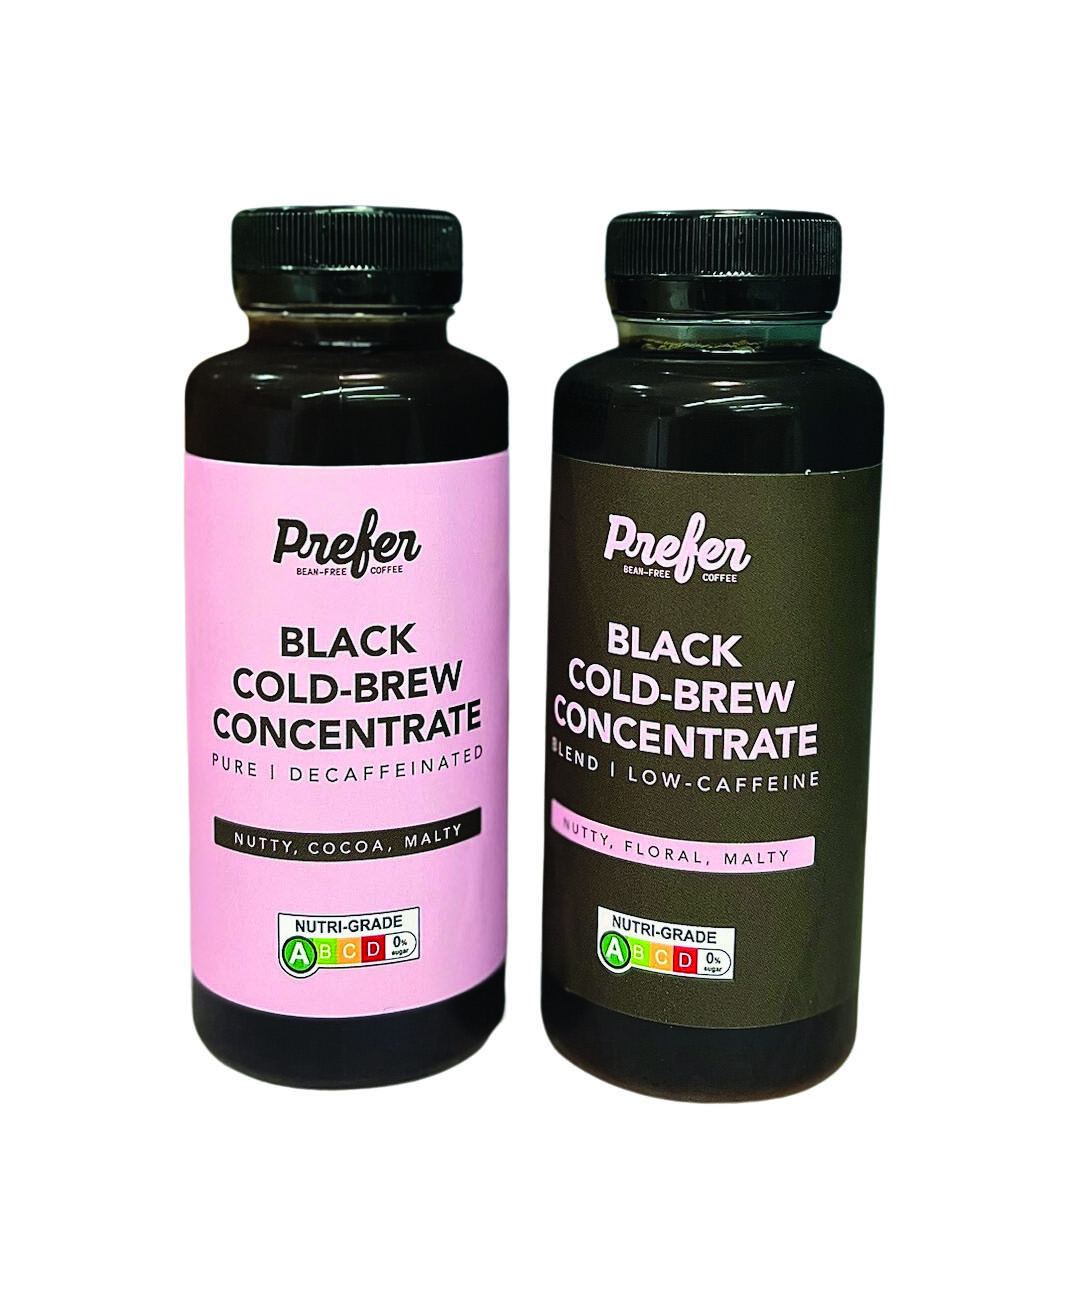 Prefer
BEAN-FREE COFFEE
BLACK
COLD-BREW
CONCENTRATE
PURE | DECAFFEINATED
NUTTY, COCOA, MALTY
NUTRI-GRADE
A B C D 0% sugar
Prefer
BEAN-FREE COFFEE
BLACK
COLD-BREW
CONCENTRATE
BLEND | LOW-CAFFEINE
NUTTY, FLORAL, MALTY
NUTRI-GRADE
A B C D 0% sugar